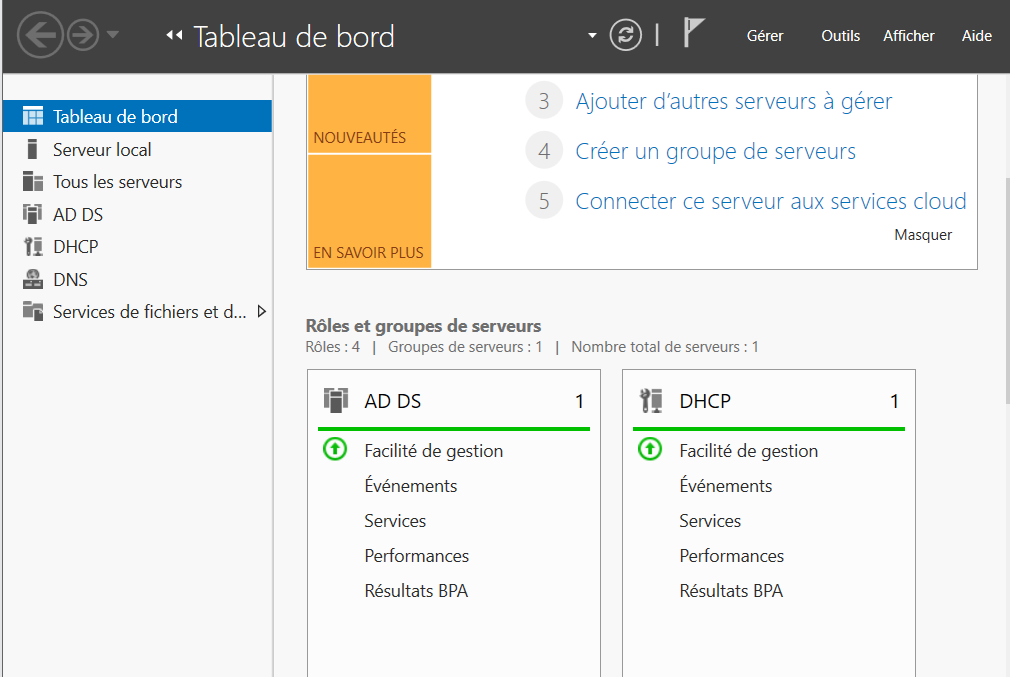 Tableau de bord
Gérer Outils Afficher Aide
Tableau de bord
Serveur local
Tous les serveurs
AD DS
DHCP
DNS
Services de fichiers et d...
NOUVEAUTÉS
EN SAVOIR PLUS
3 Ajouter d’autres serveurs à gérer
4 Créer un groupe de serveurs
5 Connecter ce serveur aux services cloud
Masquer
Rôles et groupes de serveurs
Rôles : 4 | Groupes de serveurs : 1 | Nombre total de serveurs : 1
AD DS 1
Facilité de gestion
Événements
Services
Performances
Résultats BPA
DHCP 1
Facilité de gestion
Événements
Services
Performances
Résultats BPA